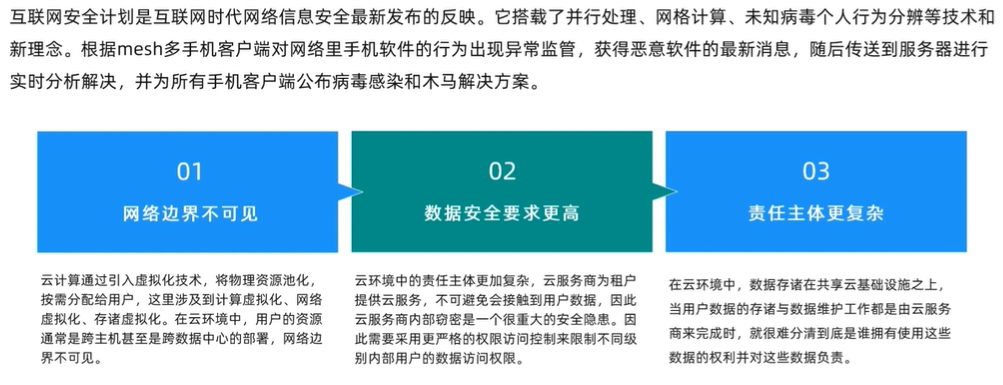 互联网安全计划是互联网时代网络信息安全最新发布的反映。它搭载了并行处理、网格计算、未知病毒个人行为分辨等技术和
新理念。根据mesh多手机客户端对网络里手机软件的行为出现异常监管，获得恶意软件的最新消息，随后传送到服务器进行
实时分析解决，并为所有手机客户端公布病毒感染和木马解决方案。
01
网络边界不可见
云计算通过引入虚拟化技术，将物理资源池化，
按需分配给用户，这里涉及到计算虚拟化、网络
虚拟化、存储虚拟化。在云环境中，用户的资源
通常是跨主机甚至是跨数据中心的部署，网络边
界不可见。
02
数据安全要求更高
云环境中的责任主体更加复杂，云服务商为租户
提供云服务，不可避免会接触到用户数据，因此
云服务商内部窃密是一个很重大的安全隐患。因
此需要采用更严格的权限访问控制来限制不同级
别内部用户的数据访问权限。
03
责任主体更复杂
在云环境中，数据存储在共享云基础设施之上，
当用户数据的存储与数据维护工作都是由云服务
商来完成时，就很难分清到底是谁拥有使用这些
数据的权利并对这些数据负责。